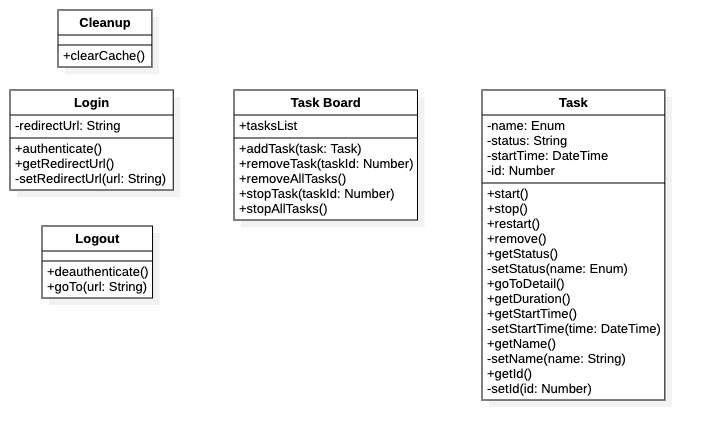 Cleanup
+clearCache()
Login
-redirectUrl: String
+authenticate()
+getRedirectUrl()
-setRedirectUrl(url: String)
Logout
+deauthenticate()
+goTo(url: String)
Task Board
+tasksList
+addTask(task: Task)
+removeTask(taskId: Number)
+removeAllTasks()
+stopTask(taskId: Number)
+stopAllTasks()
Task
-name: Enum
-status: String
-startTime: DateTime
-id: Number
+start()
+stop()
+restart()
+remove()
+getStatus()
-setStatus(name: Enum)
+goToDetail()
+getDuration()
+getStartTime()
-setStartTime(time: DateTime)
+getName()
-setName(name: String)
+getId()
-setId(id: Number)